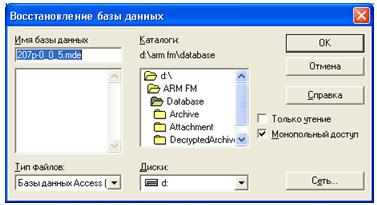 Восстановление базы данных
Имя базы данных
207p-0_0_5.mde
Каталоги:
d:\arm fm\database
d:\
ARM FM
Database
Archive
Attachment
DecryptedArchive
OK
Отмена
Справка
Только чтение
Монопольный доступ
Тип файлов:
Базы данных Access (
Диски:
d:
Сеть...